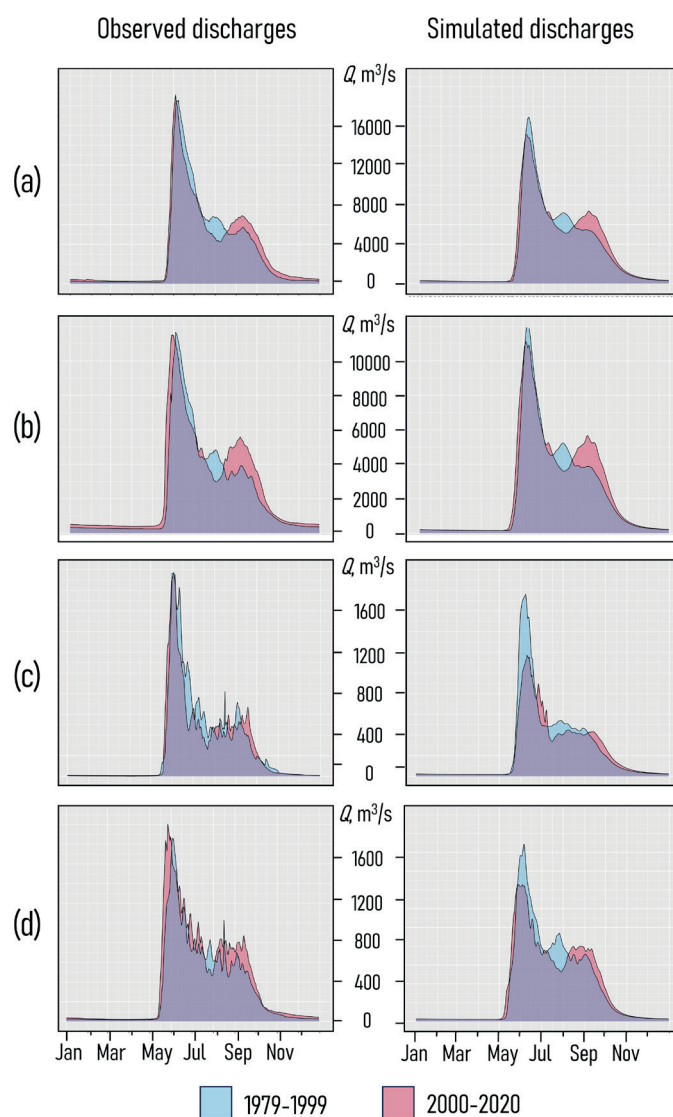 Observed discharges
Simulated discharges
Q, m³/s
(a)
16000
12000
8000
4000
0
Q, m³/s
(b)
10000
8000
6000
4000
2000
0
Q, m³/s
(c)
1600
1200
800
400
0
Q, m³/s
(d)
1600
1200
800
400
0
Jan Mar May Jul Sep Nov
Jan Mar May Jul Sep Nov
1979-1999
2000-2020